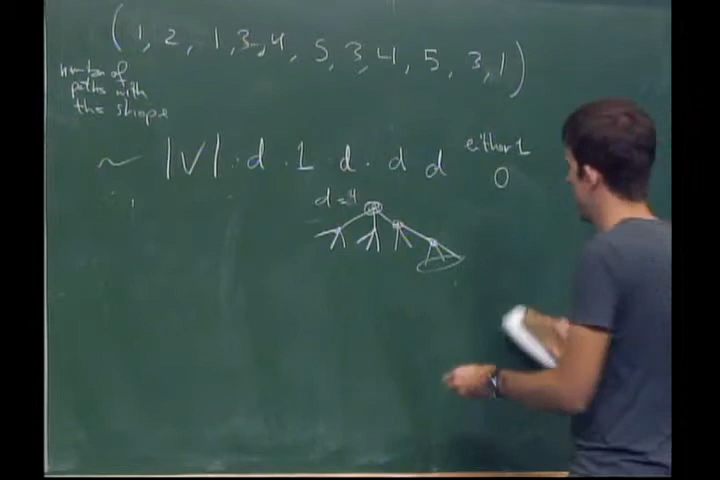 (1, 2, 1, 3, 4, 5, 3, 4, 5, 3, 1)
number of
paths with
the shape
~ |V| · d · 1 d · d d either 1
0
d = 4